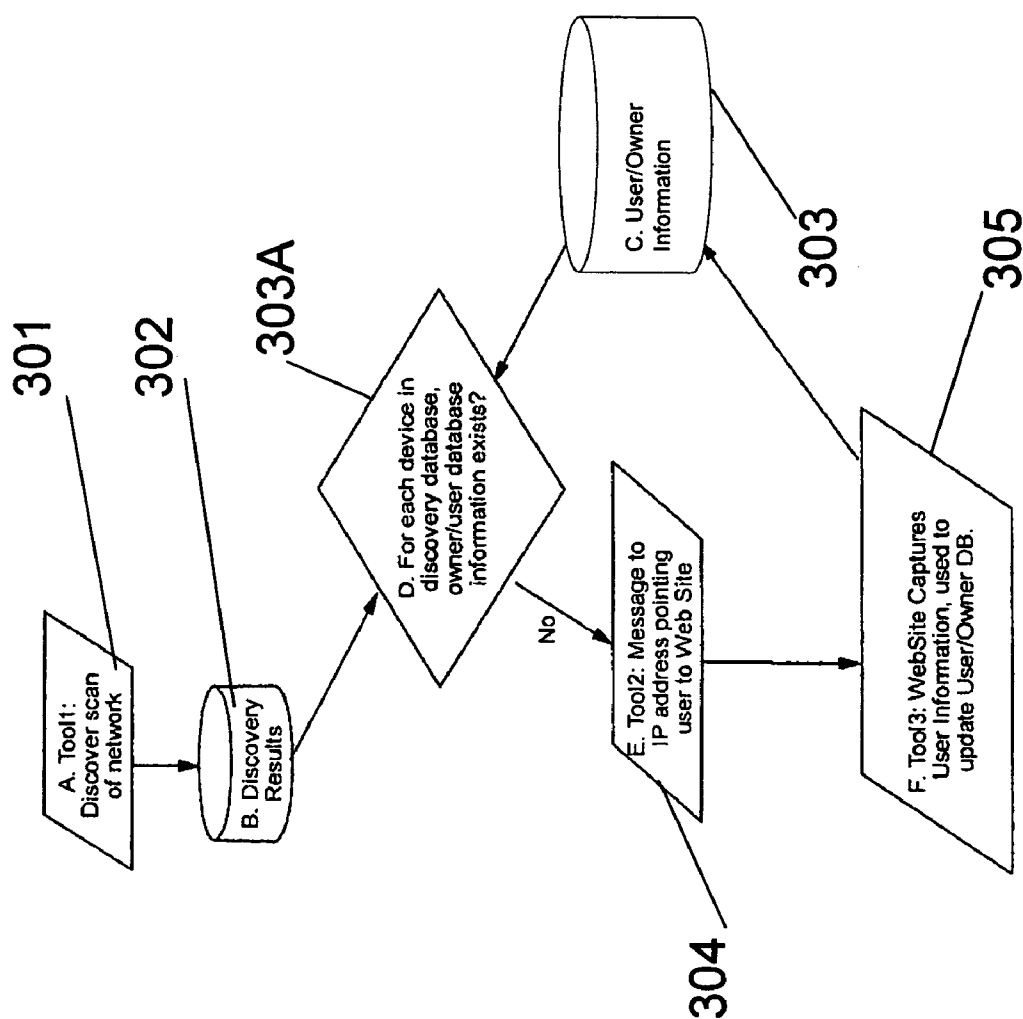 301
A. Tool1:
Discover scan
of network
302
B. Discovery
Results
303A
D. For each device in
discovery database,
owner/user database
information exists?
C. User/Owner
Information
303
No
E. Tool2: Message to
IP address pointing
user to Web Site
304
F. Tool3: WebSite Captures
User Information, used to
update User/Owner DB.
305